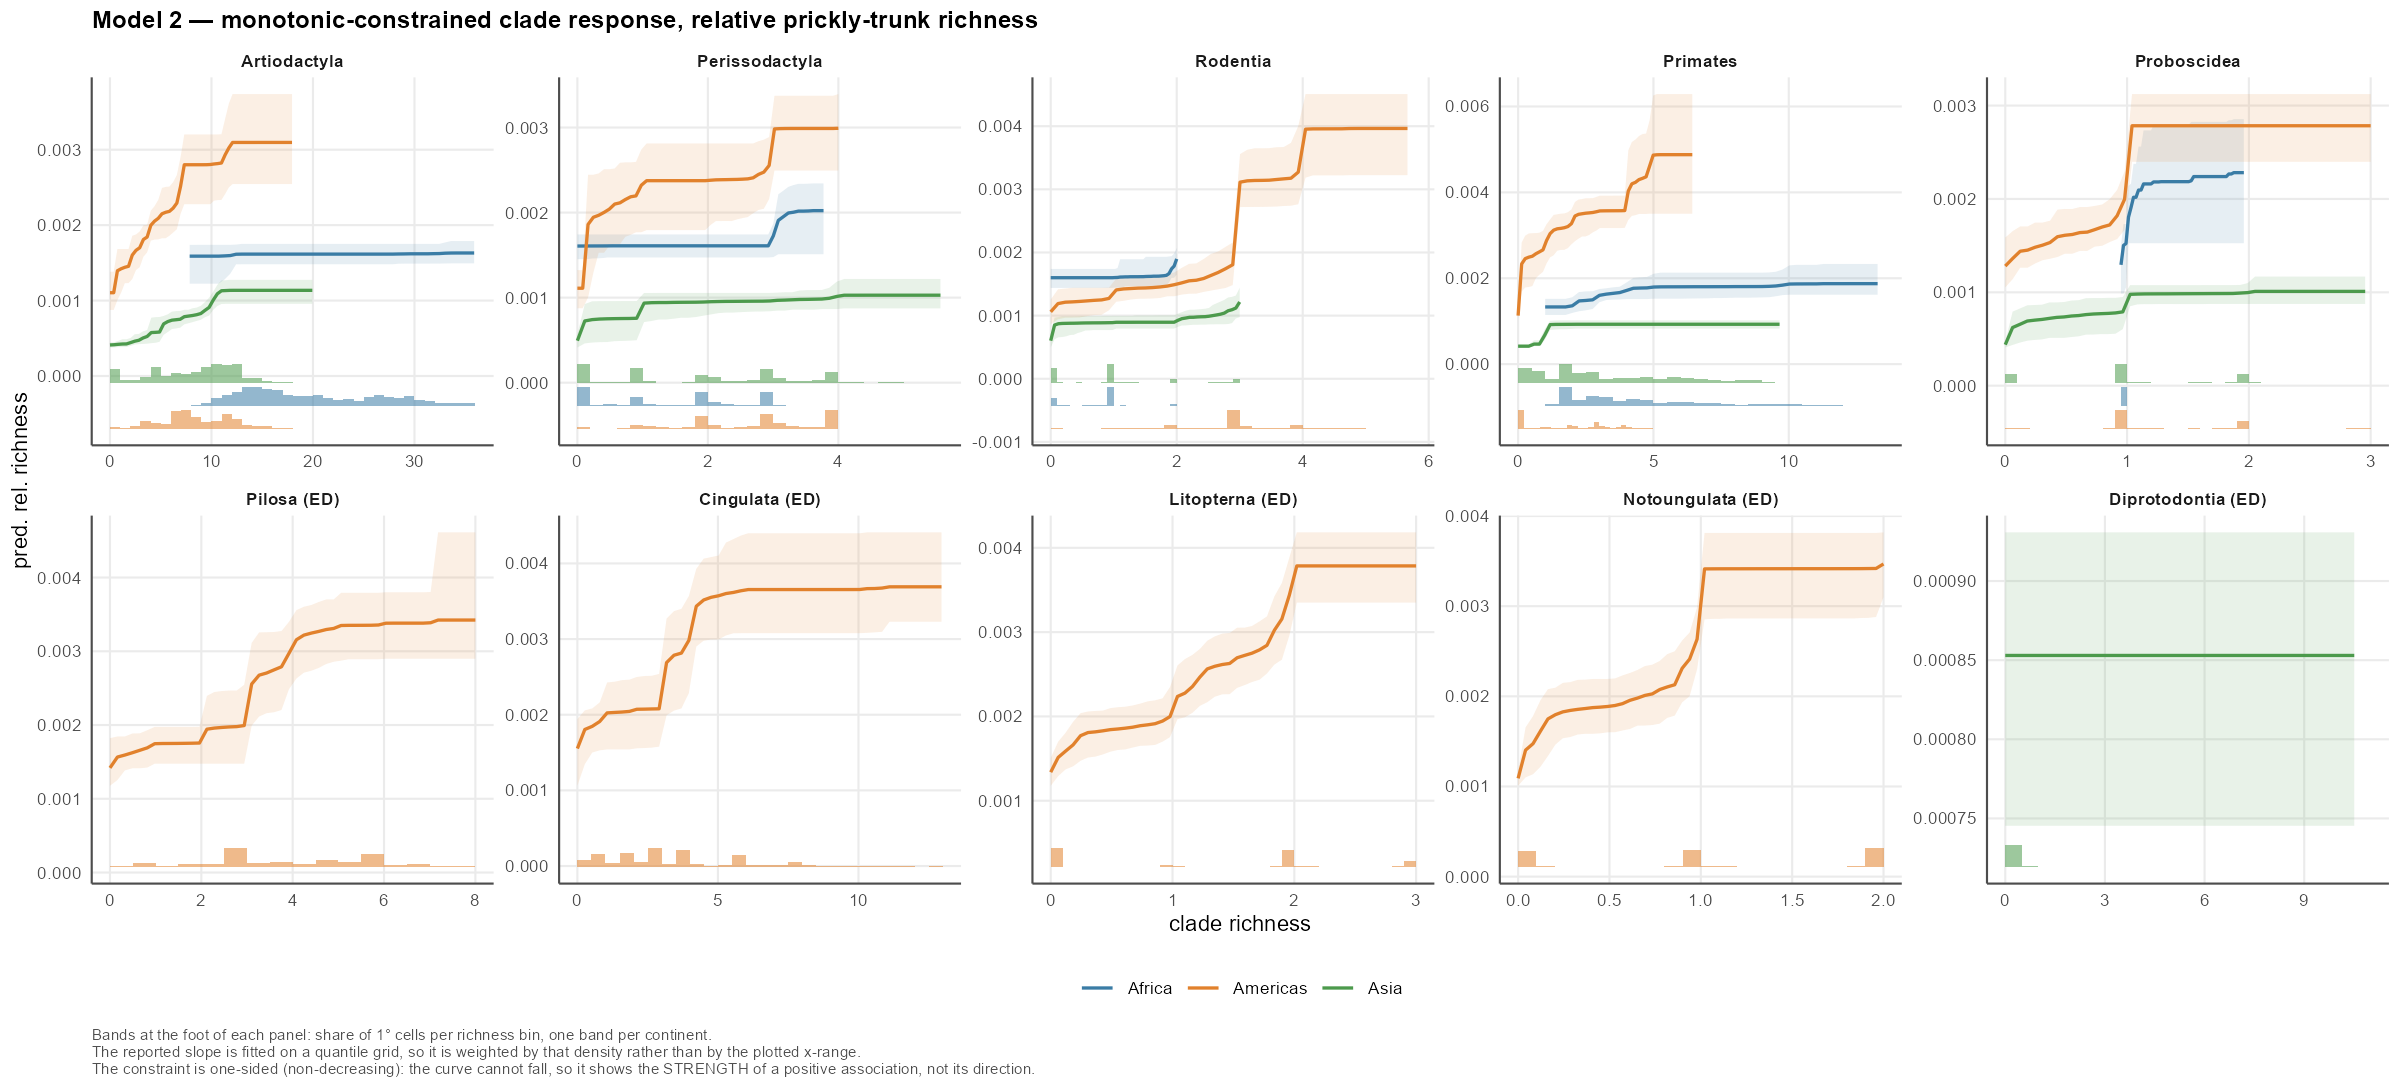 Model 2 — monotonic-constrained clade response, relative prickly-trunk richness
Artiodactyla
Perissodactyla
Rodentia
Primates
Proboscidea
0.003
0.002
0.001
0.000
0 10 20 30
0.003
0.002
0.001
0.000
0 2 4
0.004
0.003
0.002
0.001
0.000
-0.001
0 2 4 6
0.006
0.004
0.002
0.000
0 5 10
0.003
0.002
0.001
0.000
0 1 2 3
pred. rel. richness
Pilosa (ED)
Cingulata (ED)
Litopterna (ED)
Notoungulata (ED)
Diprotodontia (ED)
0.004
0.003
0.002
0.001
0.000
0 2 4 6 8
0.004
0.003
0.002
0.001
0.000
0 5 10
0.004
0.003
0.002
0.001
0 1 2 3
0.004
0.003
0.002
0.001
0.000
0.0 0.5 1.0 1.5 2.0
0.00090
0.00085
0.00080
0.00075
0 3 6 9
clade richness
Africa Americas Asia
Bands at the foot of each panel: share of 1° cells per richness bin, one band per continent.
The reported slope is fitted on a quantile grid, so it is weighted by that density rather than by the plotted x-range.
The constraint is one-sided (non-decreasing): the curve cannot fall, so it shows the STRENGTH of a positive association, not its direction.